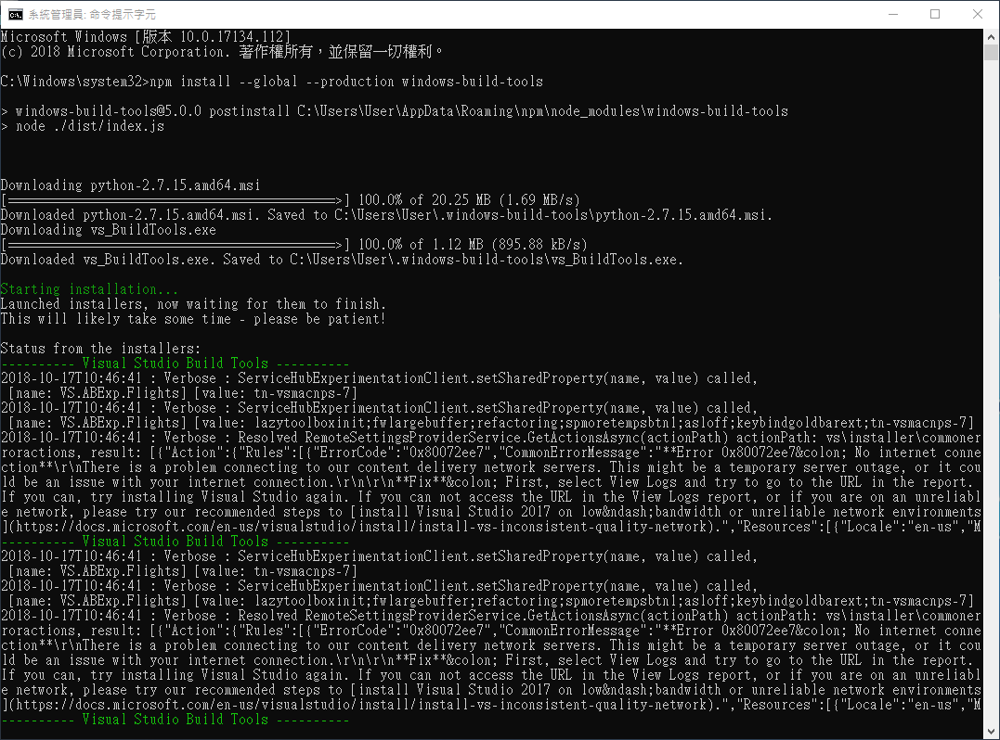 系統管理員: 命令提示字元
Microsoft Windows [版本 10.0.17134.112]
(c) 2018 Microsoft Corporation. 著作權所有，並保留一切權利。
C:\Windows\system32>npm install --global --production windows-build-tools
> windows-build-tools@5.0.0 postinstall C:\Users\User\AppData\Roaming\npm\node_modules\windows-build-tools
> node ./dist/index.js
Downloading python-2.7.15.amd64.msi
[============================================>] 100.0% of 20.25 MB (1.69 MB/s)
Downloaded python-2.7.15.amd64.msi. Saved to C:\Users\User\.windows-build-tools\python-2.7.15.amd64.msi.
Downloading vs_BuildTools.exe
[============================================>] 100.0% of 1.12 MB (895.88 kB/s)
Downloaded vs_BuildTools.exe. Saved to C:\Users\User\.windows-build-tools\vs_BuildTools.exe.
Starting installation...
Launched installers, now waiting for them to finish.
This will likely take some time - please be patient!
Status from the installers:
---------- Visual Studio Build Tools ----------
2018-10-17T10:46:41 : Verbose : ServiceHubExperimentationClient.setSharedProperty(name, value) called,
 [name: VS.ABExp.Flights] [value: tn-vsmacnps-7]
2018-10-17T10:46:41 : Verbose : ServiceHubExperimentationClient.setSharedProperty(name, value) called,
 [name: VS.ABExp.Flights] [value: lazytoolboxinit;fwlargebuffer;refactoring;spmoretempsbtn1;asloff;keybindgoldbarext;tn-vsmacnps-7]
2018-10-17T10:46:41 : Verbose : Resolved RemoteSettingsProviderService.GetActionsAsync(actionPath) actionPath: vs\installer\commoner
roractions, result: [{"Action":{"Rules":[{"ErrorCode":"0x80072ee7","CommonErrorMessage":"**Error 0x80072ee7&colon; No internet conne
ction**\r\nThere is a problem connecting to our content delivery network servers. This might be a temporary server outage, or it cou
ld be an issue with your internet connection.\r\n\r\n**Fix**&colon; First, select View Logs and try to go to the URL in the report.
If you can, try installing Visual Studio again. If you can not access the URL in the View Logs report, or if you are on an unreliabl
e network, please try our recommended steps to [install Visual Studio 2017 on low&ndash;bandwidth or unreliable network environments
](https://docs.microsoft.com/en-us/visualstudio/install/install-vs-inconsistent-quality-network).","Resources":[{"Locale":"en-us","M
---------- Visual Studio Build Tools ----------
2018-10-17T10:46:41 : Verbose : ServiceHubExperimentationClient.setSharedProperty(name, value) called,
 [name: VS.ABExp.Flights] [value: tn-vsmacnps-7]
2018-10-17T10:46:41 : Verbose : ServiceHubExperimentationClient.setSharedProperty(name, value) called,
 [name: VS.ABExp.Flights] [value: lazytoolboxinit;fwlargebuffer;refactoring;spmoretempsbtn1;asloff;keybindgoldbarext;tn-vsmacnps-7]
2018-10-17T10:46:41 : Verbose : Resolved RemoteSettingsProviderService.GetActionsAsync(actionPath) actionPath: vs\installer\commoner
roractions, result: [{"Action":{"Rules":[{"ErrorCode":"0x80072ee7","CommonErrorMessage":"**Error 0x80072ee7&colon; No internet conne
ction**\r\nThere is a problem connecting to our content delivery network servers. This might be a temporary server outage, or it cou
ld be an issue with your internet connection.\r\n\r\n**Fix**&colon; First, select View Logs and try to go to the URL in the report.
If you can, try installing Visual Studio again. If you can not access the URL in the View Logs report, or if you are on an unreliabl
e network, please try our recommended steps to [install Visual Studio 2017 on low&ndash;bandwidth or unreliable network environments
](https://docs.microsoft.com/en-us/visualstudio/install/install-vs-inconsistent-quality-network).","Resources":[{"Locale":"en-us","M
---------- Visual Studio Build Tools ----------